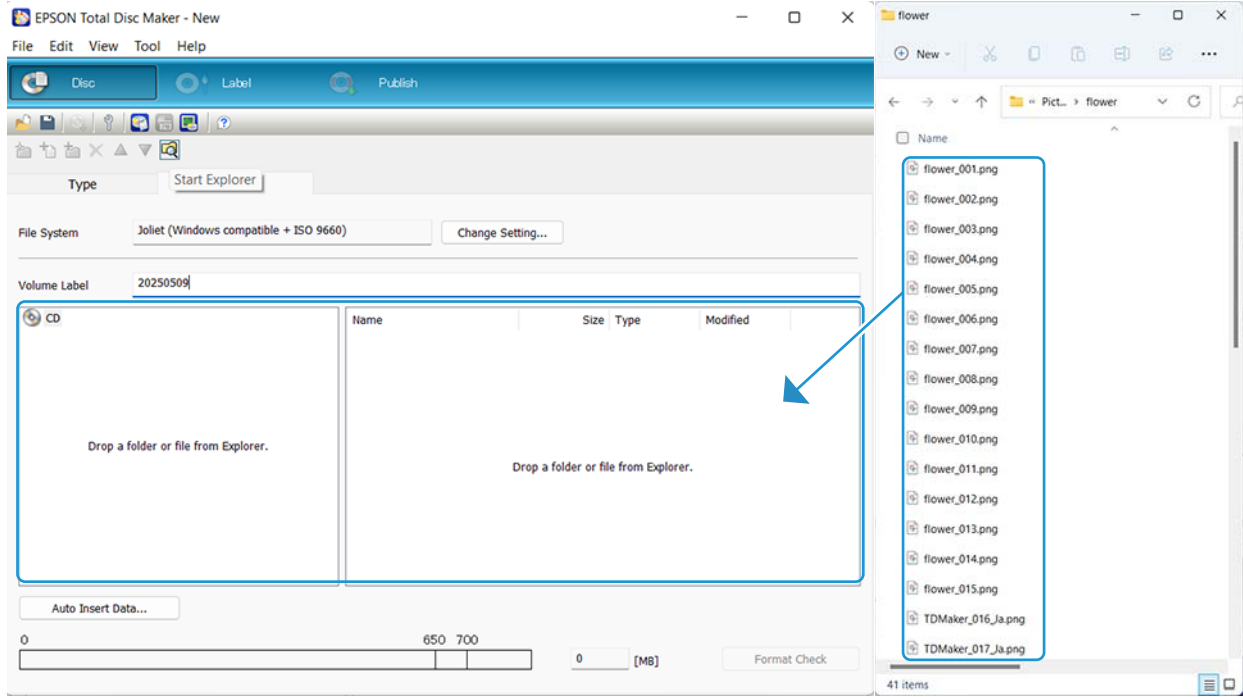 EPSON Total Disc Maker - New
File Edit View Tool Help
Disc Label Publish
Type Start Explorer
File System Joliet (Windows compatible + ISO 9660) Change Setting...
Volume Label 20250509
CD
Name Size Type Modified
Drop a folder or file from Explorer.
Drop a folder or file from Explorer.
Auto Insert Data...
0 650 700
0 [MB] Format Check
flower
New
« Pict... › flower
Name
flower_001.png
flower_002.png
flower_003.png
flower_004.png
flower_005.png
flower_006.png
flower_007.png
flower_008.png
flower_009.png
flower_010.png
flower_011.png
flower_012.png
flower_013.png
flower_014.png
flower_015.png
TDMaker_016_Ja.png
TDMaker_017_Ja.png
41 items